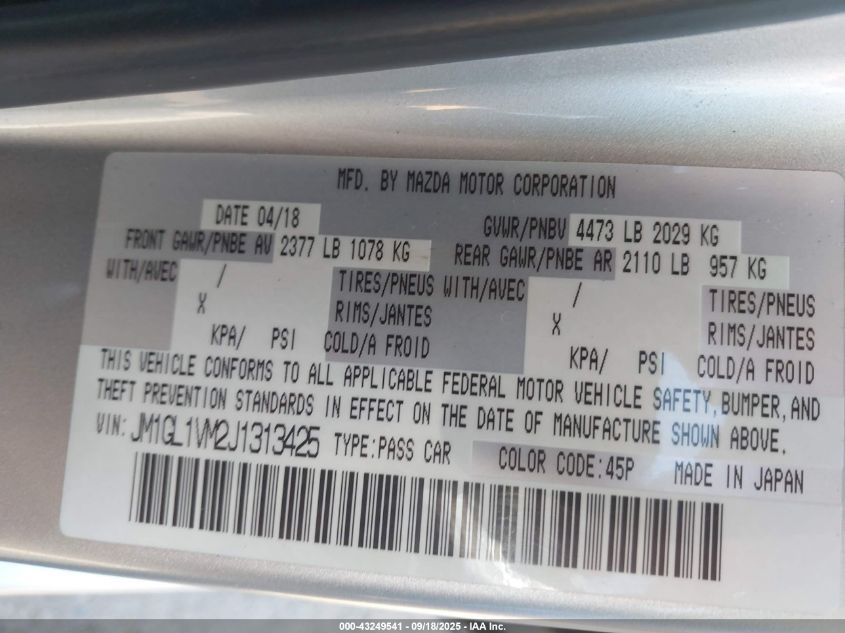 MFD. BY MAZDA MOTOR CORPORATION
DATE 04/18 GVWR/PNBV 4473 LB 2029 KG
FRONT GAWR/PNBE AV 2377 LB 1078 KG REAR GAWR/PNBE AR 2110 LB 957 KG
WITH/AVEC / TIRES/PNEUS WITH/AVEC / TIRES/PNEUS
X RIMS/JANTES X RIMS/JANTES
KPA/ PSI COLD/A FROID KPA/ PSI COLD/A FROID
THIS VEHICLE CONFORMS TO ALL APPLICABLE FEDERAL MOTOR VEHICLE SAFETY, BUMPER, AND
THEFT PREVENTION STANDARDS IN EFFECT ON THE DATE OF MANUFACTURE SHOWN ABOVE.
VIN: JM1GL1VM2J1313425 TYPE: PASS CAR COLOR CODE: 45P MADE IN JAPAN
000-43249541 - 09/18/2025 - IAA Inc.